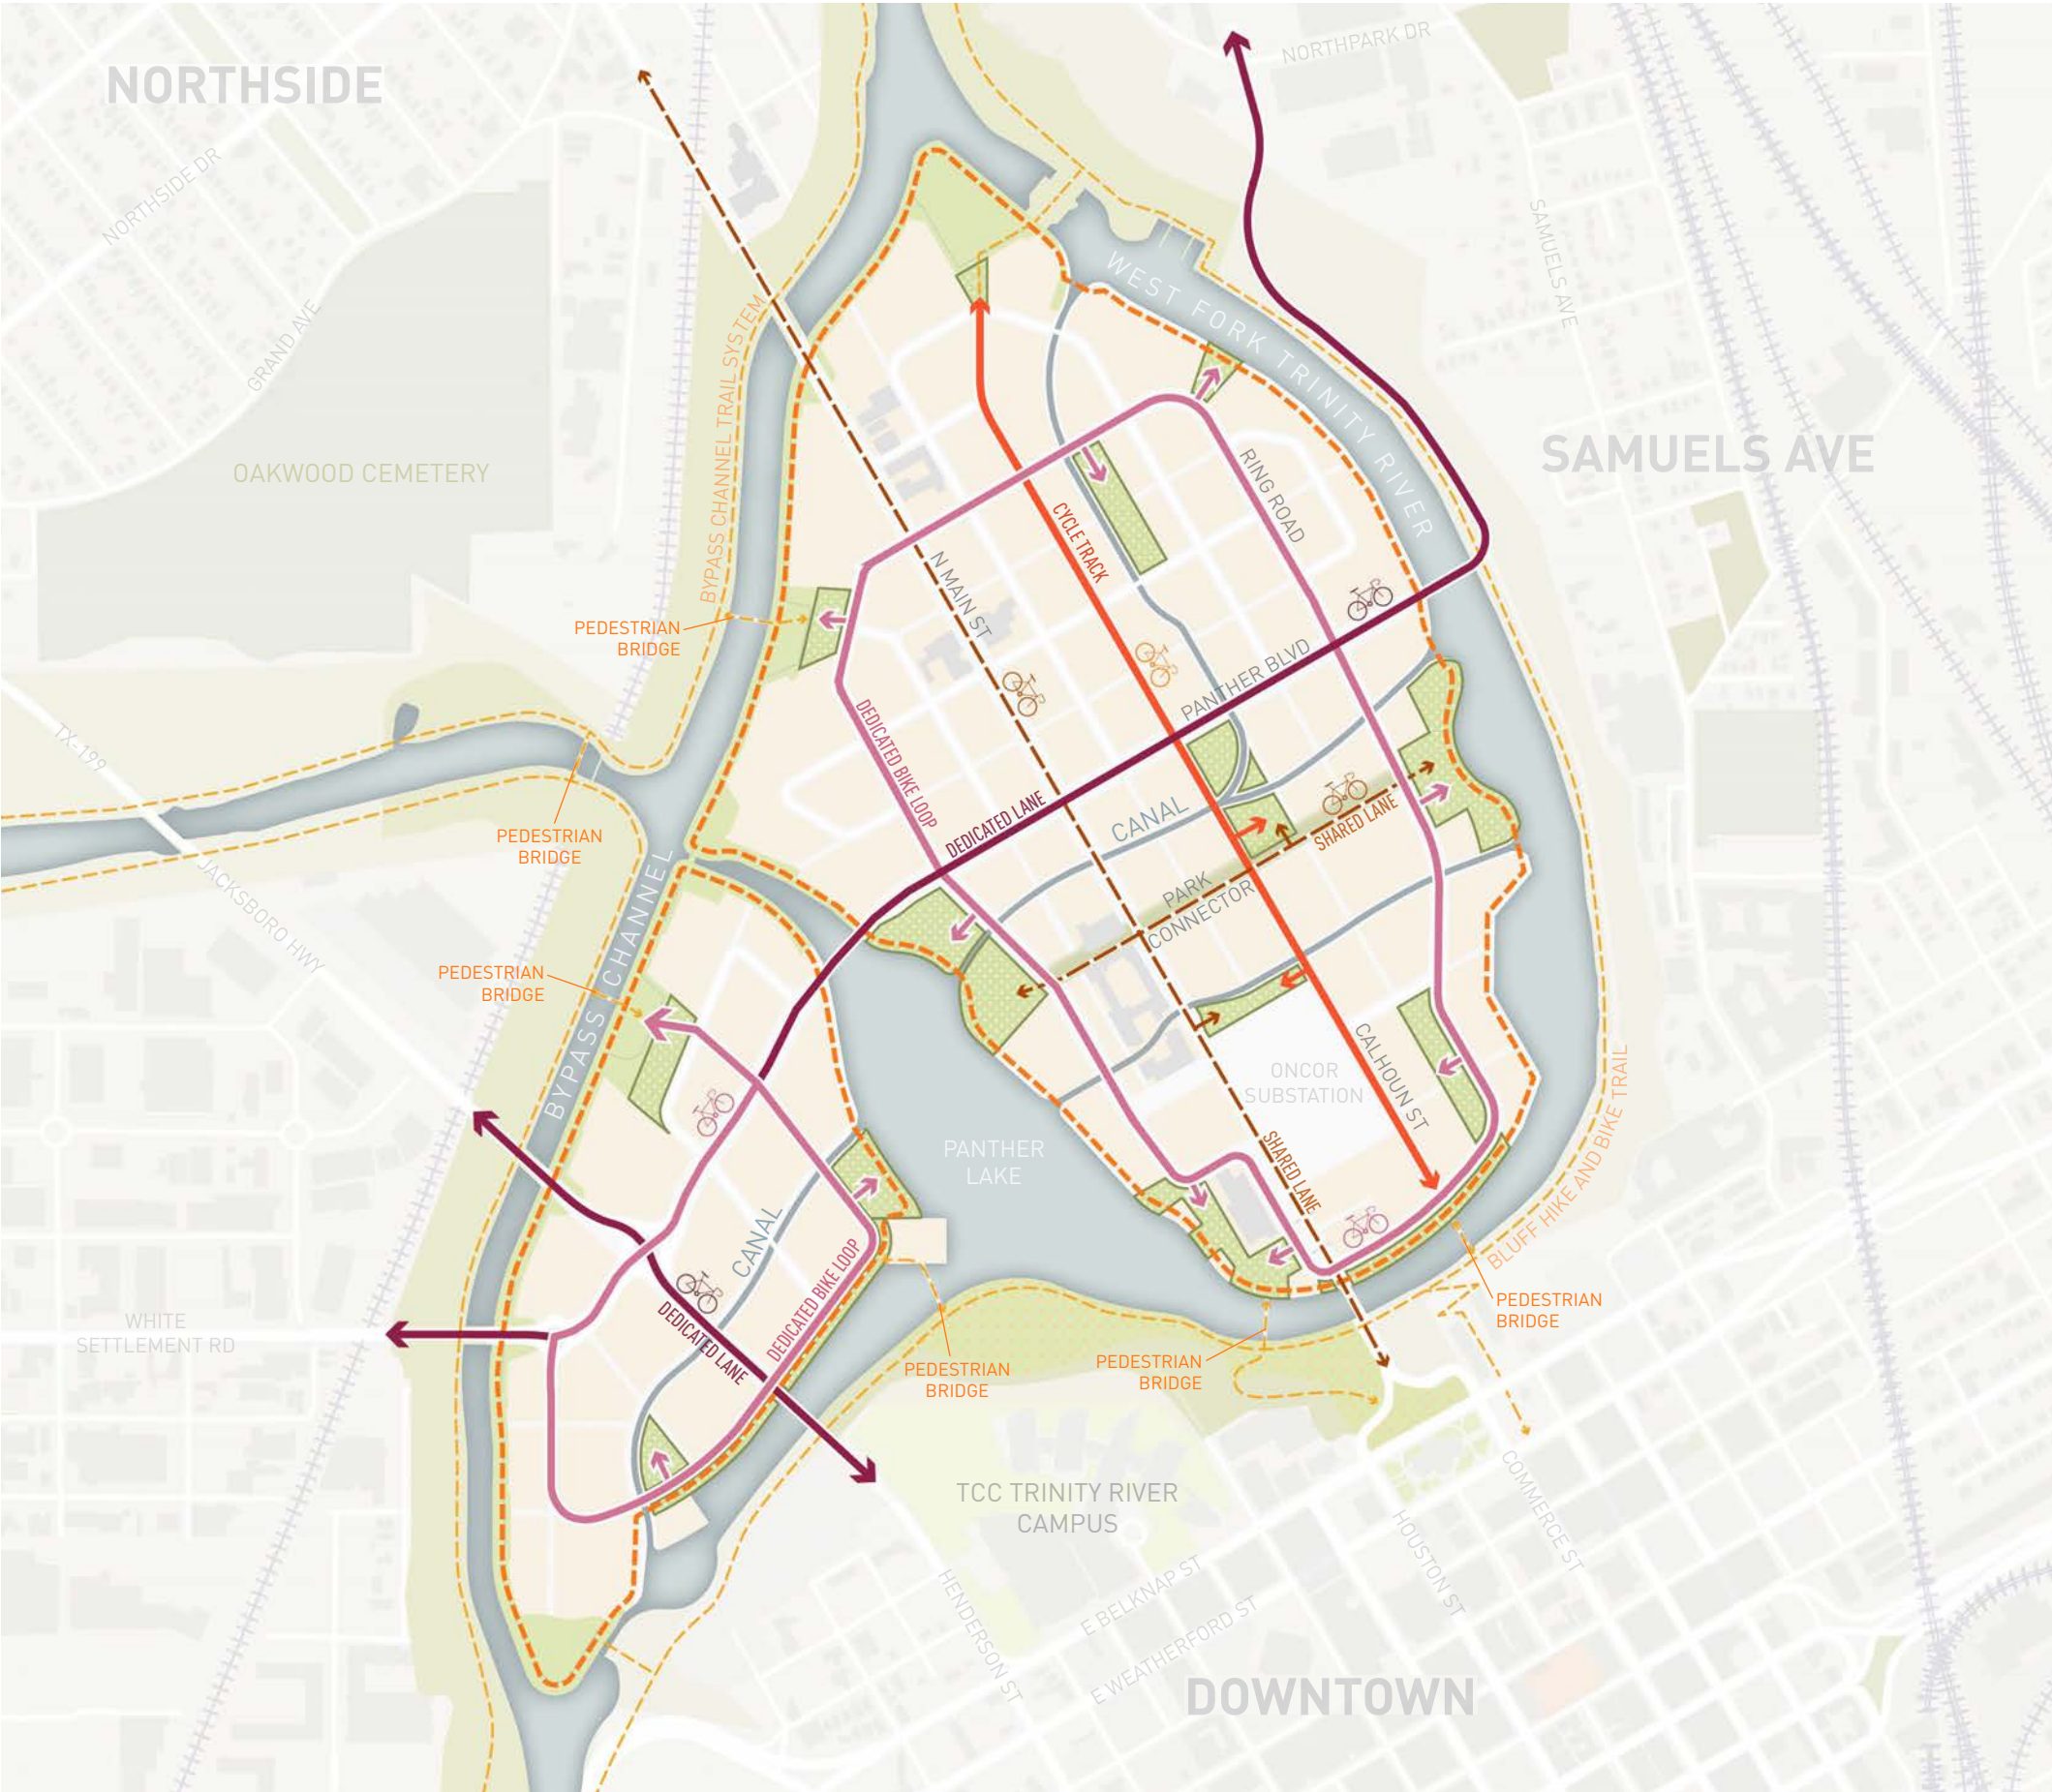 NORTHPARK DR
NORTHSIDE
NORTHSIDE DR
SAMUELS AVE
WEST FORK TRINITY RIVER
GRAND AVE
BYPASS CHANNEL TRAIL SYSTEM
SAMUELS AVE
OAKWOOD CEMETERY
RING ROAD
CYCLE TRACK
N MAIN ST
PEDESTRIAN
BRIDGE
PANTHER BLVD
TX-199
DEDICATED BIKE LOOP
DEDICATED LANE
CANAL
SHARED LANE
PEDESTRIAN
BRIDGE
JACKSBORO HWY
PARK
CONNECTOR
BYPASS CHANNEL
PEDESTRIAN
BRIDGE
ONCOR
SUBSTATION
CALHOUN ST
PANTHER
LAKE
SHARED LANE
BLUFF HIKE AND BIKE TRAIL
CANAL
DEDICATED BIKE LOOP
DEDICATED LANE
WHITE
SETTLEMENT RD
PEDESTRIAN
BRIDGE
PEDESTRIAN
BRIDGE
PEDESTRIAN
BRIDGE
TCC TRINITY RIVER
CAMPUS
COMMERCE ST
HOUSTON ST
HENDERSON ST
E BELKNAP ST
E WEATHERFORD ST
DOWNTOWN